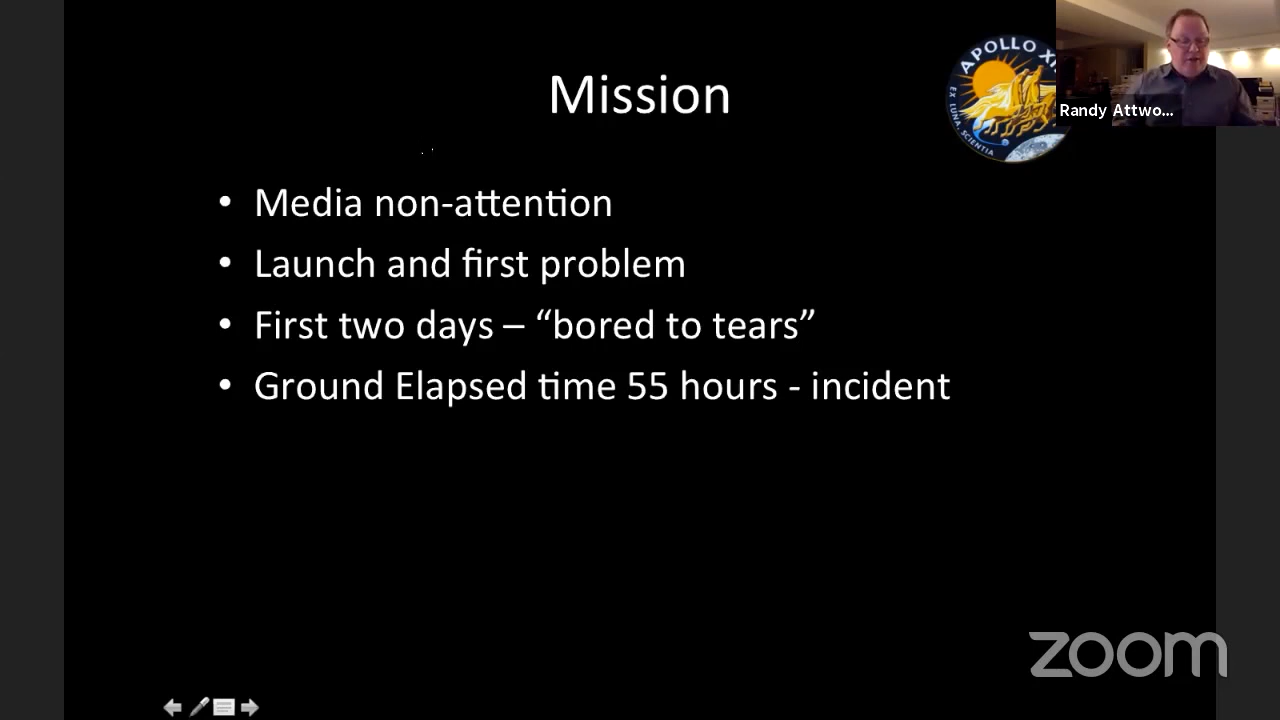 Mission
APOLLO XI
EX LUNA, SCIENTIA
Randy Attwo...
• Media non-attention
• Launch and first problem
• First two days – “bored to tears”
• Ground Elapsed time 55 hours - incident
zoom